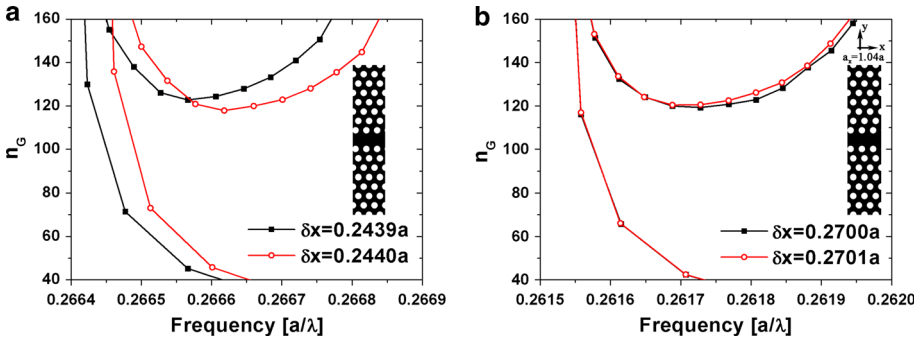 a
160
140
120
100
80
60
40
n_G
δx=0.2439a
δx=0.2440a
0.2664 0.2665 0.2666 0.2667 0.2668 0.2669
Frequency [a/λ]
b
160
140
120
100
80
60
40
n_G
y
x
a_x=1.04a
δx=0.2700a
δx=0.2701a
0.2615 0.2616 0.2617 0.2618 0.2619 0.2620
Frequency [a/λ]